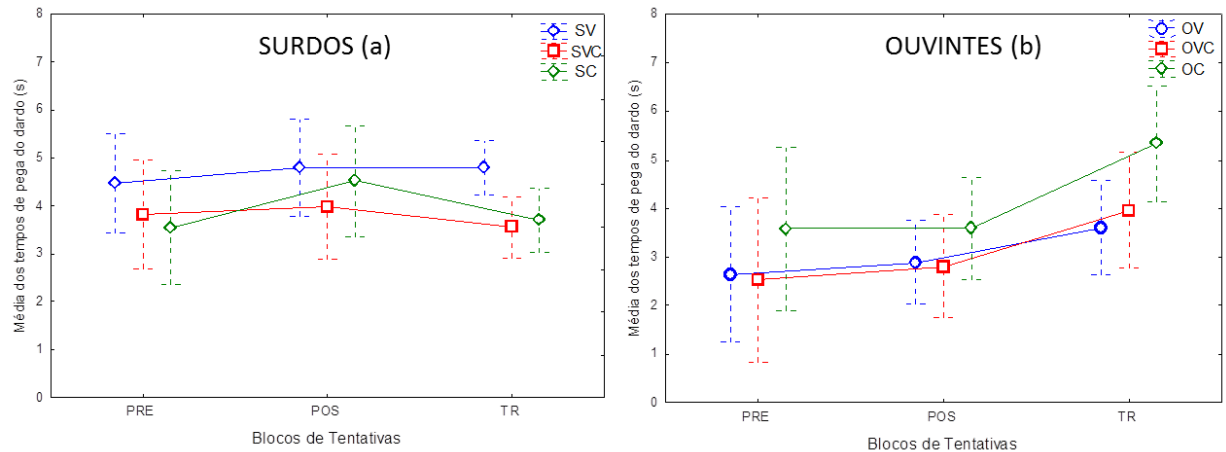 SURDOS (a)
SV
SVC
SC
Média dos tempos de pega do dardo (s)
8
7
6
5
4
3
2
1
0
PRE
POS
TR
Blocos de Tentativas
OUVINTES (b)
OV
OVC
OC
Média dos tempos de pega do dardo (s)
8
7
6
5
4
3
2
1
0
PRE
POS
TR
Blocos de Tentativas